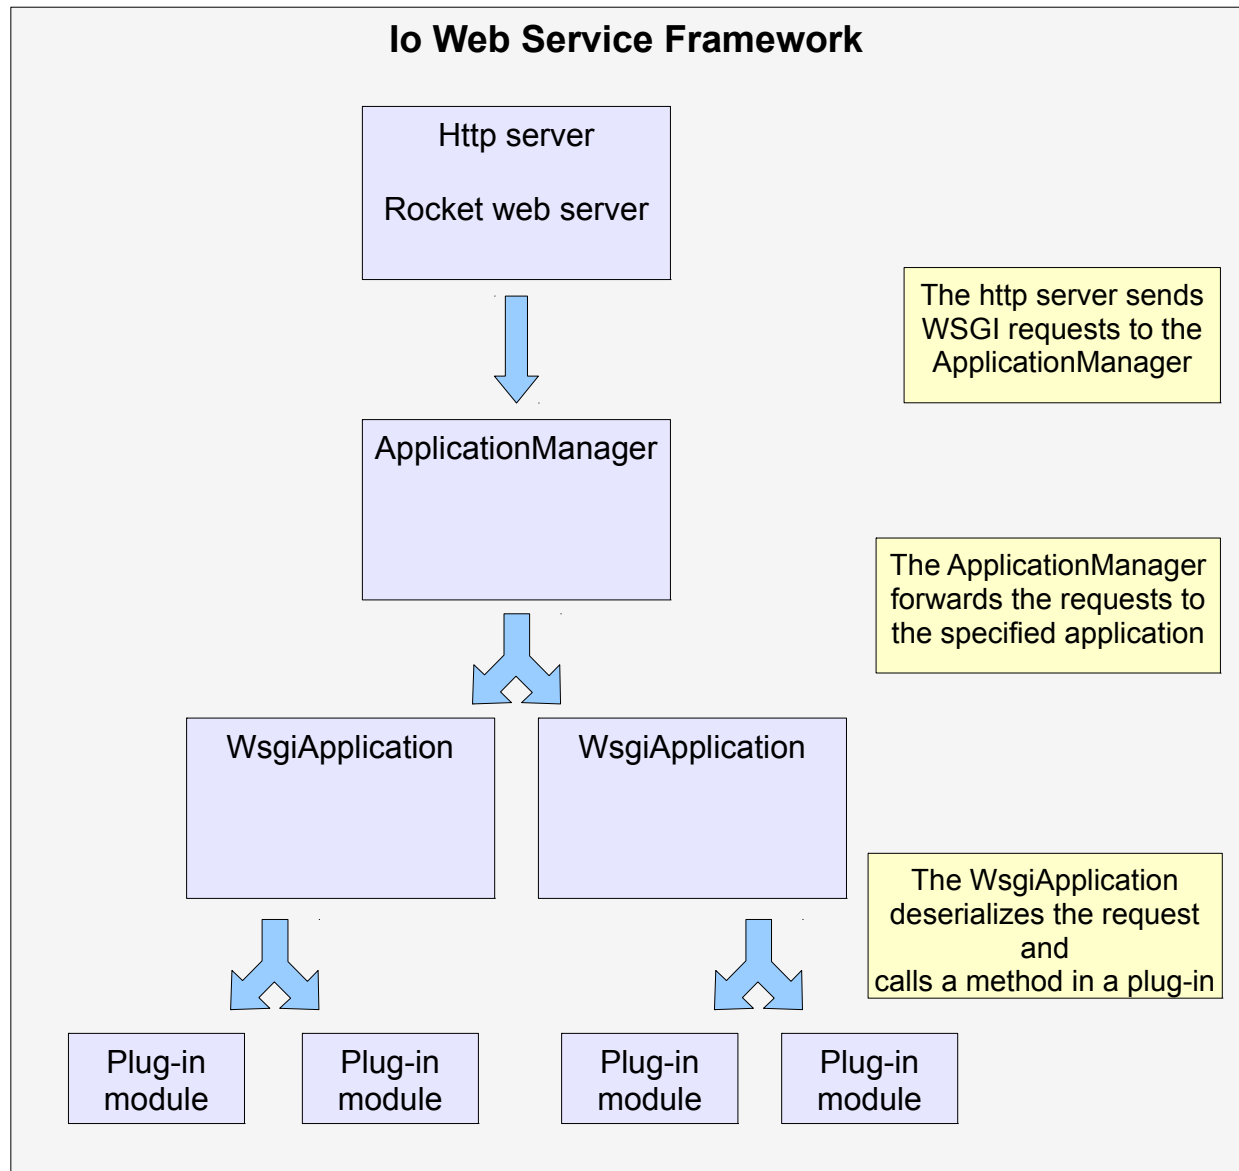 Io Web Service Framework
Http server
Rocket web server
The http server sends
WSGI requests to the
ApplicationManager
ApplicationManager
The ApplicationManager
forwards the requests to
the specified application
WsgiApplication
WsgiApplication
The WsgiApplication
deserializes the request
and
calls a method in a plug-in
Plug-in
module
Plug-in
module
Plug-in
module
Plug-in
module